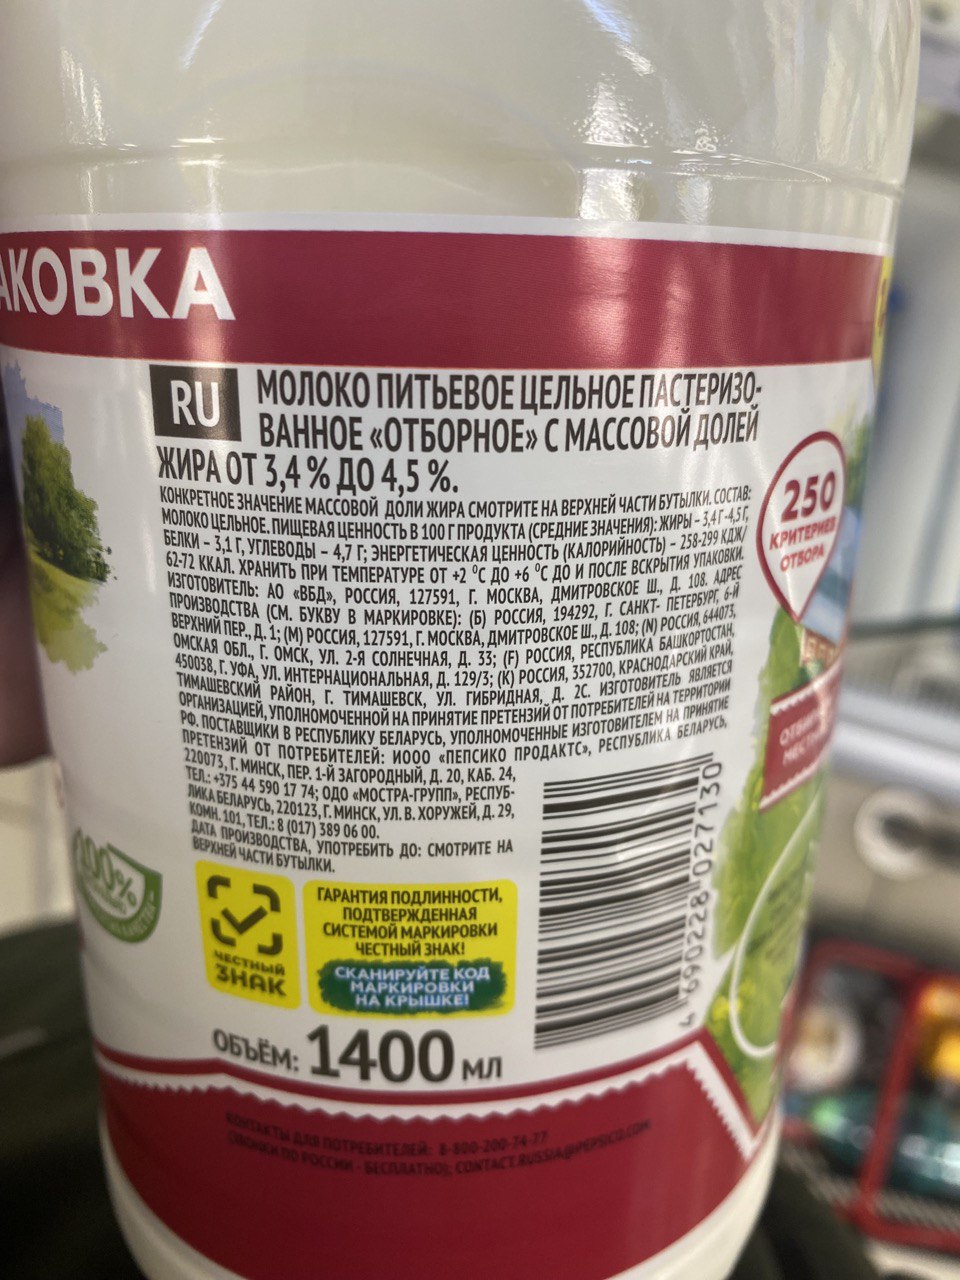 АКОВКА
RU
МОЛОКО ПИТЬЕВОЕ ЦЕЛЬНОЕ ПАСТЕРИЗО-
ВАННОЕ «ОТБОРНОЕ» С МАССОВОЙ ДОЛЕЙ
ЖИРА ОТ 3,4 % ДО 4,5 %.
КОНКРЕТНОЕ ЗНАЧЕНИЕ МАССОВОЙ ДОЛИ ЖИРА СМОТРИТЕ НА ВЕРХНЕЙ ЧАСТИ БУТЫЛКИ. СОСТАВ:
МОЛОКО ЦЕЛЬНОЕ. ПИЩЕВАЯ ЦЕННОСТЬ В 100 Г ПРОДУКТА (СРЕДНИЕ ЗНАЧЕНИЯ): ЖИРЫ – 3,4 Г-4,5 Г,
БЕЛКИ – 3,1 Г, УГЛЕВОДЫ – 4,7 Г; ЭНЕРГЕТИЧЕСКАЯ ЦЕННОСТЬ (КАЛОРИЙНОСТЬ) – 258-299 КДЖ/
62-72 ККАЛ. ХРАНИТЬ ПРИ ТЕМПЕРАТУРЕ ОТ +2 °С ДО +6 °С ДО И ПОСЛЕ ВСКРЫТИЯ УПАКОВКИ.
ИЗГОТОВИТЕЛЬ: АО «ВБД», РОССИЯ, 127591, Г. МОСКВА, ДМИТРОВСКОЕ Ш., Д. 108. АДРЕС
ПРОИЗВОДСТВА (СМ. БУКВУ В МАРКИРОВКЕ): (Б) РОССИЯ, 194292, Г. САНКТ- ПЕТЕРБУРГ, 6-Й
ВЕРХНИЙ ПЕР., Д. 1; (М) РОССИЯ, 127591, Г. МОСКВА, ДМИТРОВСКОЕ Ш., Д. 108; (N) РОССИЯ, 644073,
ОМСКАЯ ОБЛ., Г. ОМСК, УЛ. 2-Я СОЛНЕЧНАЯ, Д. 33; (F) РОССИЯ, РЕСПУБЛИКА БАШКОРТОСТАН,
450038, Г. УФА, УЛ. ИНТЕРНАЦИОНАЛЬНАЯ, Д. 129/3; (К) РОССИЯ, 352700, КРАСНОДАРСКИЙ КРАЙ,
ТИМАШЕВСКИЙ РАЙОН, Г. ТИМАШЕВСК, УЛ. ГИБРИДНАЯ, Д. 2С. ИЗГОТОВИТЕЛЬ ЯВЛЯЕТСЯ
ОРГАНИЗАЦИЕЙ, УПОЛНОМОЧЕННОЙ НА ПРИНЯТИЕ ПРЕТЕНЗИЙ ОТ ПОТРЕБИТЕЛЕЙ НА ТЕРРИТОРИИ
РФ. ПОСТАВЩИКИ В РЕСПУБЛИКУ БЕЛАРУСЬ, УПОЛНОМОЧЕННЫЕ ИЗГОТОВИТЕЛЕМ НА ПРИНЯТИЕ
ПРЕТЕНЗИЙ ОТ ПОТРЕБИТЕЛЕЙ: ИООО «ПЕПСИКО ПРОДАКТС», РЕСПУБЛИКА БЕЛАРУСЬ,
220073, Г. МИНСК, ПЕР. 1-Й ЗАГОРОДНЫЙ, Д. 20, КАБ. 24,
ТЕЛ.: +375 44 590 17 74; ОДО «МОСТРА-ГРУПП», РЕСПУБ-
ЛИКА БЕЛАРУСЬ, 220123, Г. МИНСК, УЛ. В. ХОРУЖЕЙ, Д. 29,
КОМН. 101, ТЕЛ.: 8 (017) 389 06 00.
ДАТА ПРОИЗВОДСТВА, УПОТРЕБИТЬ ДО: СМОТРИТЕ НА
ВЕРХНЕЙ ЧАСТИ БУТЫЛКИ.
4 690228 027130
250
КРИТЕРИЕВ
ОТБОРА
100%
ЧЕСТНЫЙ
ЗНАК
ГАРАНТИЯ ПОДЛИННОСТИ,
ПОДТВЕРЖДЕННАЯ
СИСТЕМОЙ МАРКИРОВКИ
ЧЕСТНЫЙ ЗНАК!
СКАНИРУЙТЕ КОД
МАРКИРОВКИ
НА КРЫШКЕ!
ОБЪЁМ: 1400 МЛ
КОНТАКТЫ ДЛЯ ПОТРЕБИТЕЛЕЙ: 8-800-200-74-77
(ЗВОНКИ ПО РОССИИ - БЕСПЛАТНО), CONTACT.RUSSIA@PEPSICO.COM